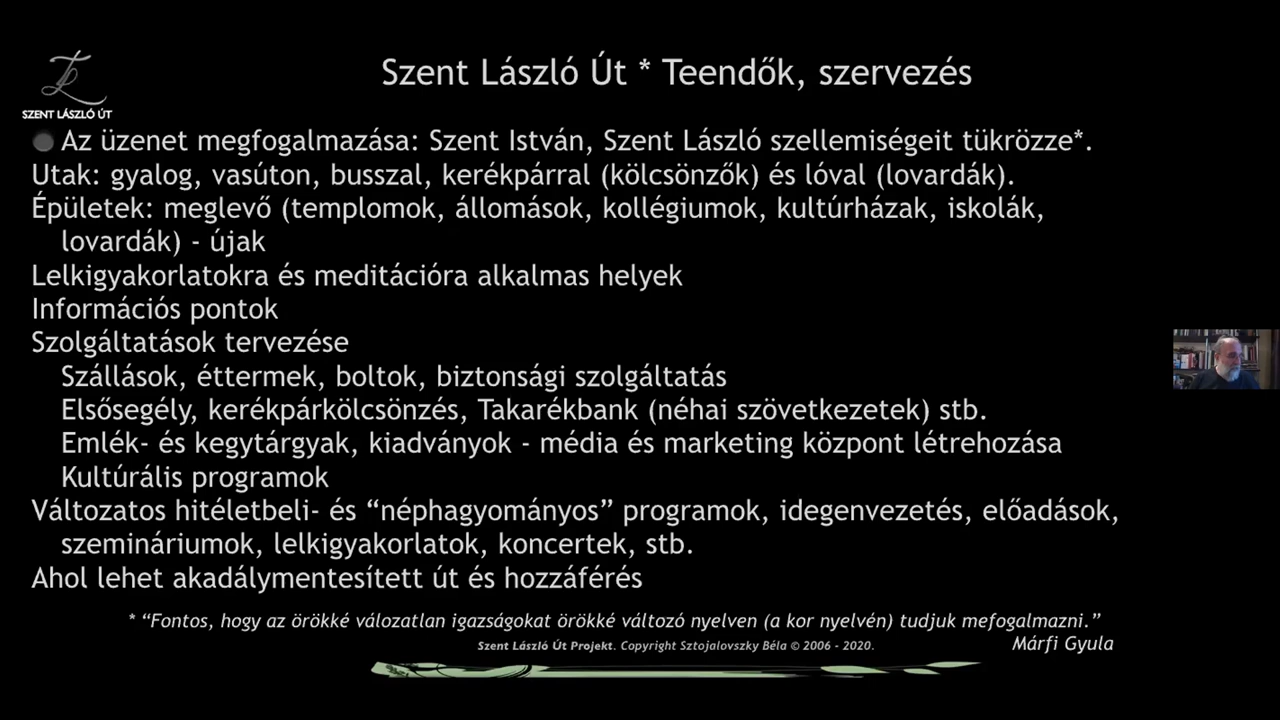 Szent László Út * Teendők, szervezés
SZENT LÁSZLÓ ÚT
Az üzenet megfogalmazása: Szent István, Szent László szellemiségeit tükrözze*.
Utak: gyalog, vasúton, busszal, kerékpárral (kölcsönzők) és lóval (lovardák).
Épületek: meglevő (templomok, állomások, kollégiumok, kultúrházak, iskolák,
lovardák) - újak
Lelkigyakorlatokra és meditációra alkalmas helyek
Információs pontok
Szolgáltatások tervezése
Szállások, éttermek, boltok, biztonsági szolgáltatás
Elsősegély, kerékpárkölcsönzés, Takarékbank (néhai szövetkezetek) stb.
Emlék- és kegytárgyak, kiadványok - média és marketing központ létrehozása
Kultúrális programok
Változatos hitéletbeli- és “néphagyományos” programok, idegenvezetés, előadások,
szemináriumok, lelkigyakorlatok, koncertek, stb.
Ahol lehet akadálymentesített út és hozzáférés
* “Fontos, hogy az örökké válozatlan igazságokat örökké változó nyelven (a kor nyelvén) tudjuk mefogalmazni.”
Szent László Út Projekt. Copyright Sztojalovszky Béla © 2006 - 2020.
Márfi Gyula